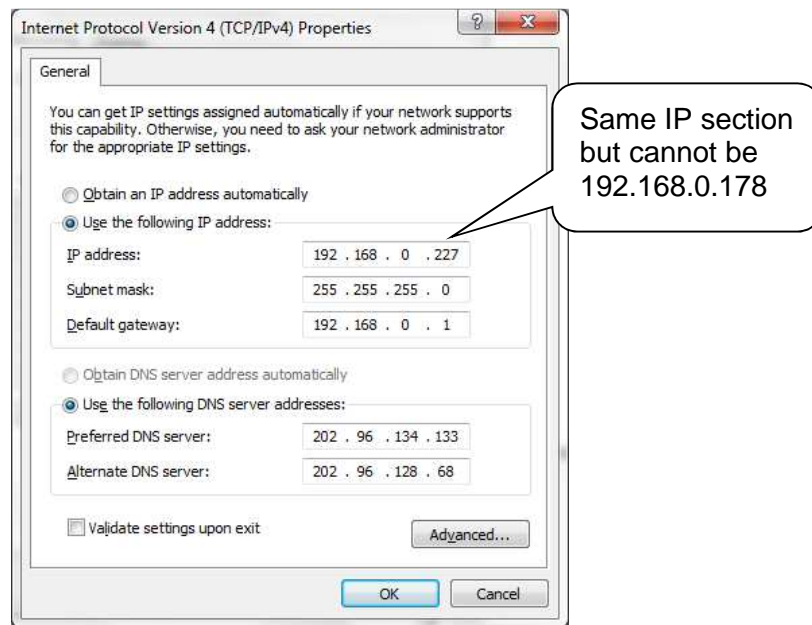 Internet Protocol Version 4 (TCP/IPv4) Properties
General
You can get IP settings assigned automatically if your network supports
this capability. Otherwise, you need to ask your network administrator
for the appropriate IP settings.
Obtain an IP address automatically
Use the following IP address:
IP address: 192 . 168 . 0 . 227
Subnet mask: 255 . 255 . 255 . 0
Default gateway: 192 . 168 . 0 . 1
Obtain DNS server address automatically
Use the following DNS server addresses:
Preferred DNS server: 202 . 96 . 134 . 133
Alternate DNS server: 202 . 96 . 128 . 68
Validate settings upon exit
Advanced...
OK Cancel
Same IP section
but cannot be
192.168.0.178